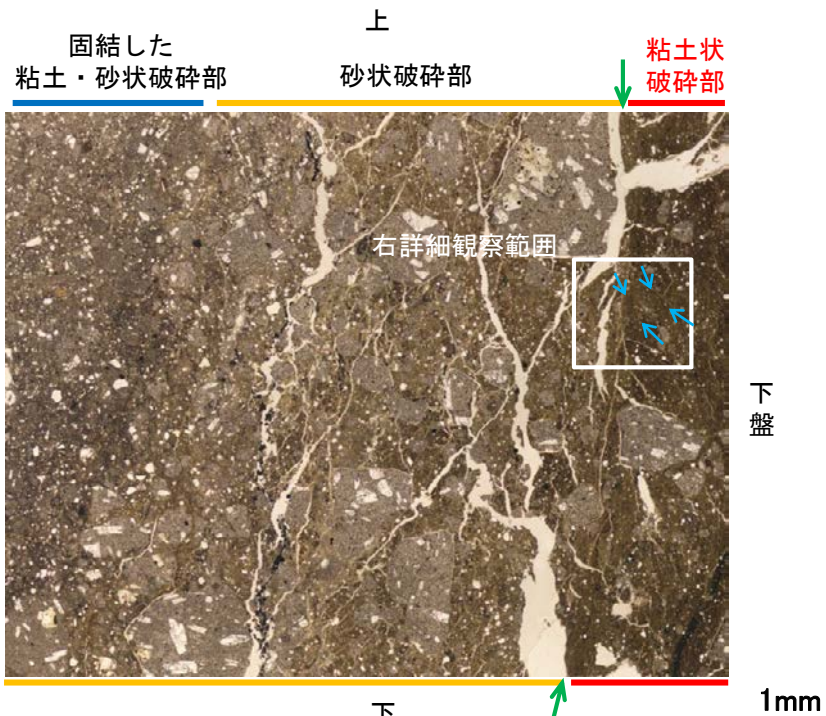 上
固結した
粘土・砂状破砕部
砂状破砕部
粘土状
破砕部
右詳細観察範囲
下
盤
下
1mm